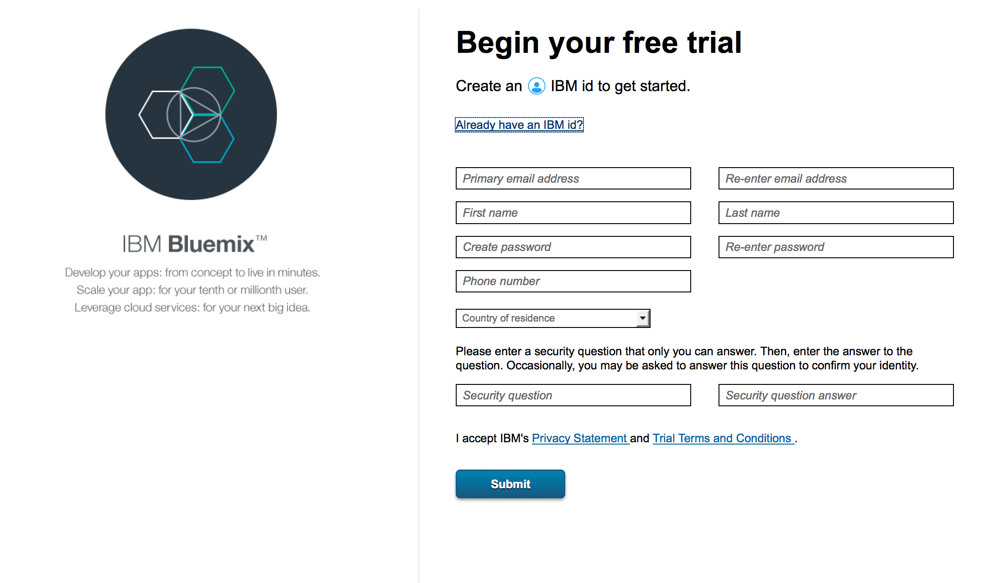 IBM Bluemix™
Develop your apps: from concept to live in minutes.
Scale your app: for your tenth or millionth user.
Leverage cloud services: for your next big idea.
Begin your free trial
Create an IBM id to get started.
Already have an IBM id?
Primary email address
Re-enter email address
First name
Last name
Create password
Re-enter password
Phone number
Country of residence
Please enter a security question that only you can answer. Then, enter the answer to the
question. Occasionally, you may be asked to answer this question to confirm your identity.
Security question
Security question answer
I accept IBM's Privacy Statement and Trial Terms and Conditions .
Submit